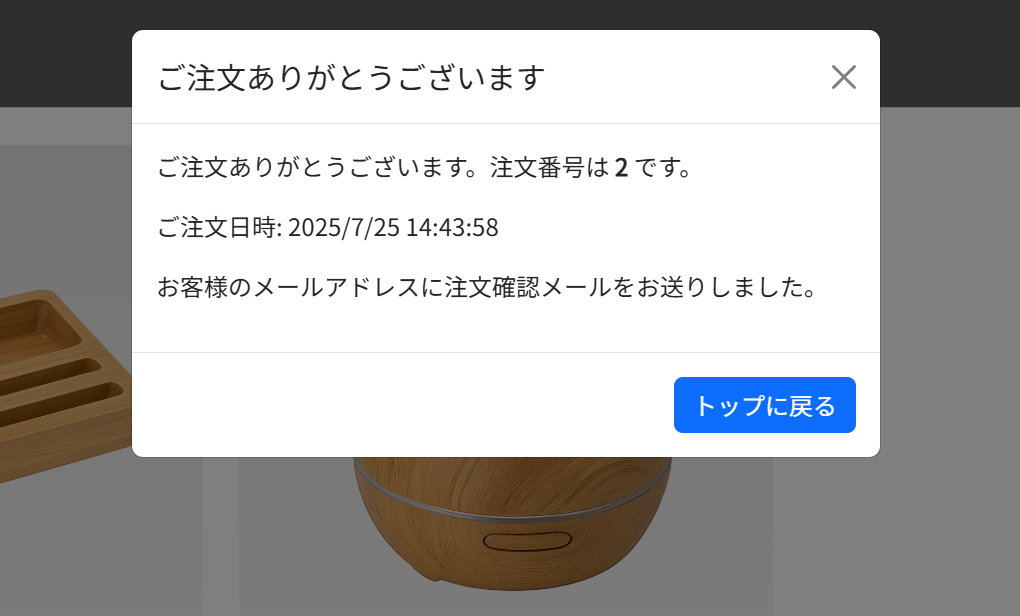 ご注文ありがとうございます
ご注文ありがとうございます。注文番号は 2 です。
ご注文日時: 2025/7/25 14:43:58
お客様のメールアドレスに注文確認メールをお送りしました。
トップに戻る